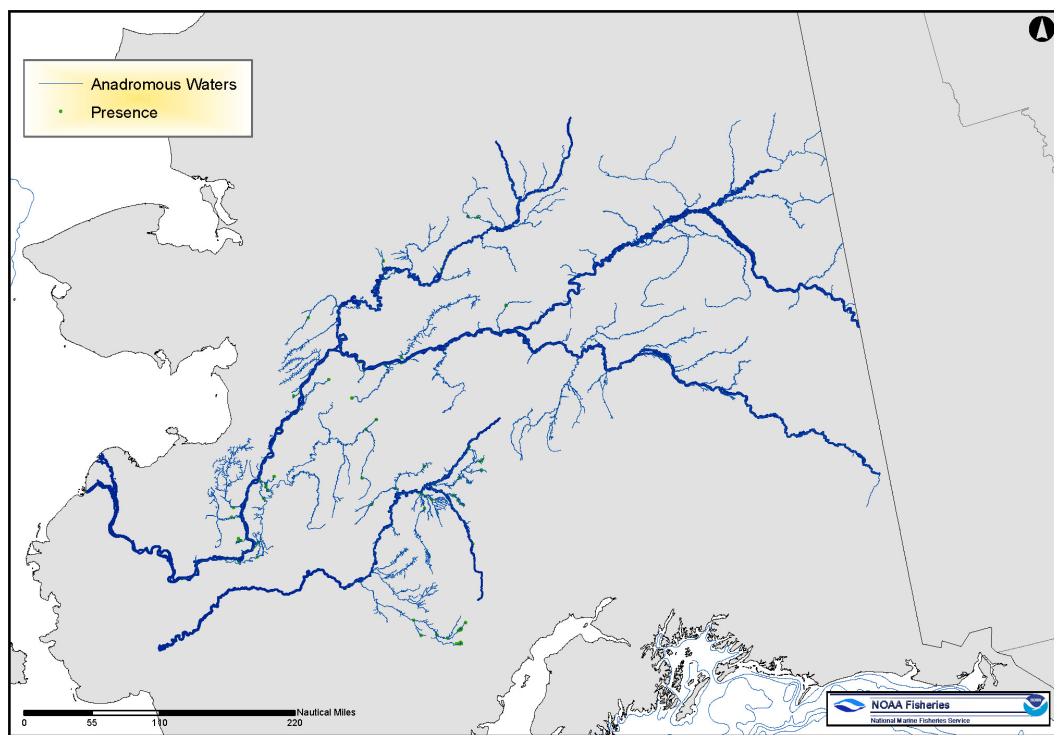 Anadromous Waters
Presence
Nautical Miles
0 55 110 220
NOAA Fisheries
National Marine Fisheries Service